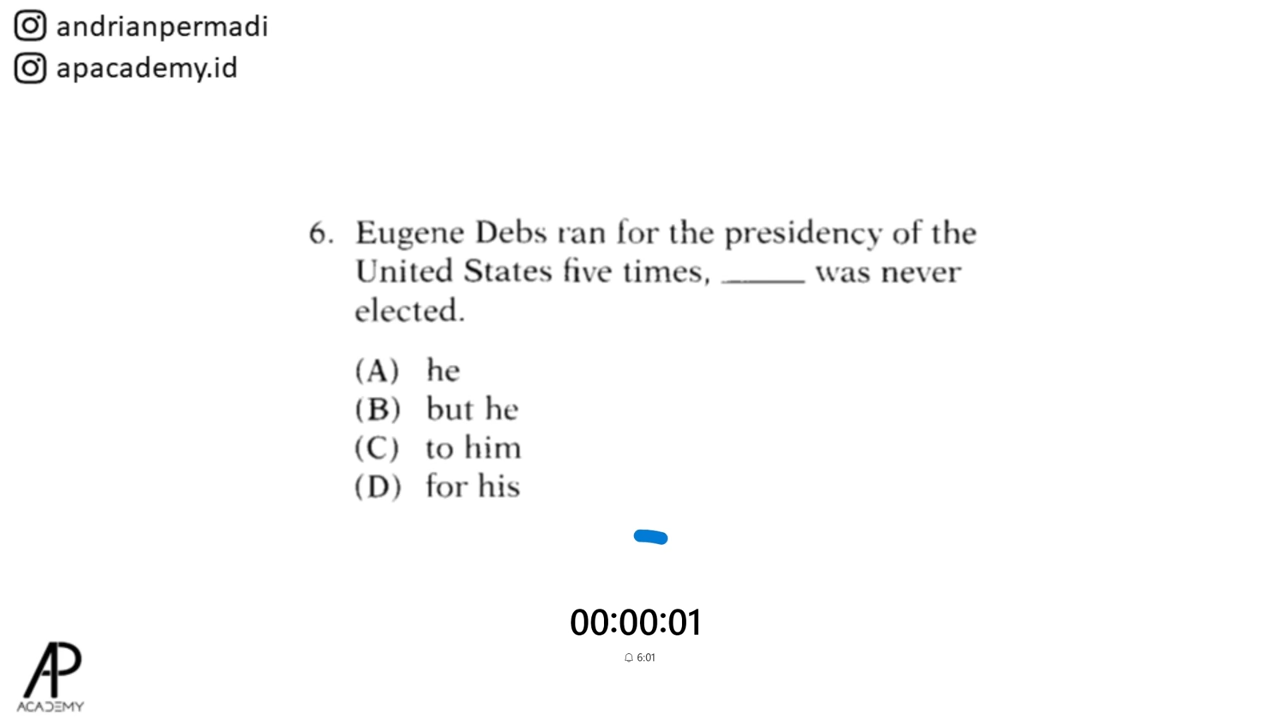 andrianpermadi
apacademy.id
6. Eugene Debs ran for the presidency of the
United States five times, _____ was never
elected.
(A) he
(B) but he
(C) to him
(D) for his
00:00:01
6:01
AP
ACADEMY